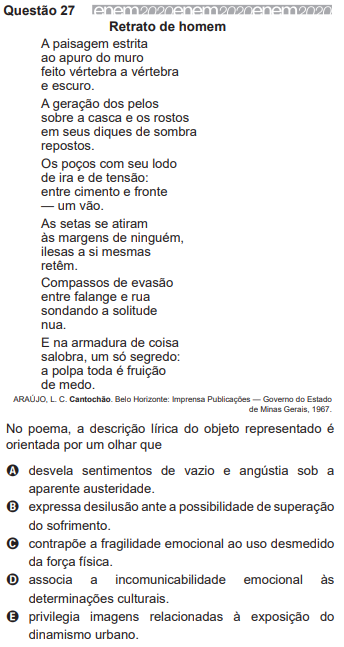 Questão 27 enem2020enem2020enem2020
Retrato de homem
A paisagem estrita
ao apuro do muro
feito vértebra a vértebra
e escuro.
A geração dos pelos
sobre a casca e os rostos
em seus diques de sombra
repostos.
Os poços com seu lodo
de ira e de tensão:
entre cimento e fronte
— um vão.
As setas se atiram
às margens de ninguém,
ilesas a si mesmas
retêm.
Compassos de evasão
entre falange e rua
sondando a solitude
nua.
E na armadura de coisa
salobra, um só segredo:
a polpa toda é fruição
de medo.
ARAÚJO, L. C. Cantochão. Belo Horizonte: Imprensa Publicações — Governo do Estado
de Minas Gerais, 1967.
No poema, a descrição lírica do objeto representado é
orientada por um olhar que
A desvela sentimentos de vazio e angústia sob a
aparente austeridade.
B expressa desilusão ante a possibilidade de superação
do sofrimento.
C contrapõe a fragilidade emocional ao uso desmedido
da força física.
D associa a incomunicabilidade emocional às
determinações culturais.
E privilegia imagens relacionadas à exposição do
dinamismo urbano.